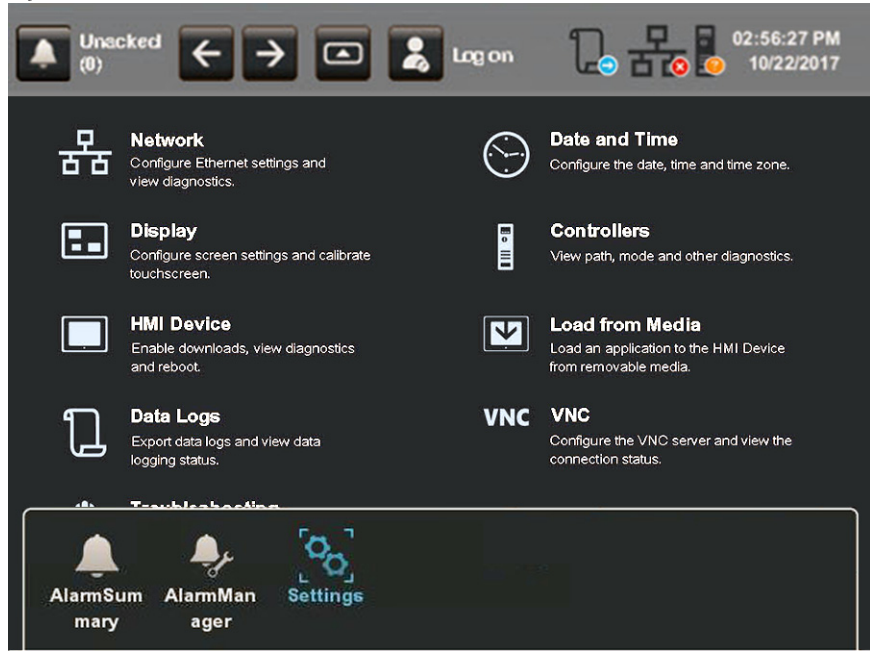 Unacked
(0)
Log on
02:56:27 PM
10/22/2017
Network
Configure Ethernet settings and
view diagnostics.
Date and Time
Configure the date, time and time zone.
Display
Configure screen settings and calibrate
touchscreen.
Controllers
View path, mode and other diagnostics.
HMI Device
Enable downloads, view diagnostics
and reboot.
Load from Media
Load an application to the HMI Device
from removable media.
Data Logs
Export data logs and view data
logging status.
VNC
VNC
Configure the VNC server and view the
connection status.
Troubleshooting
AlarmSum
mary
AlarmMan
ager
Settings